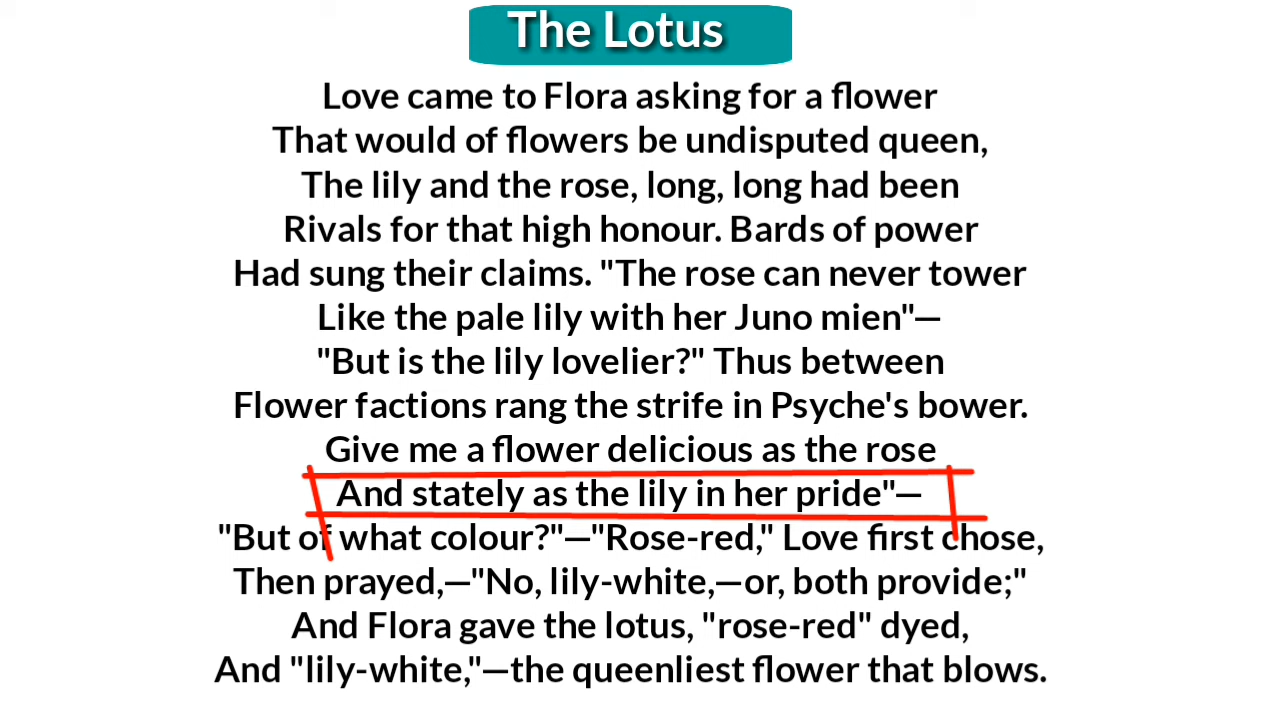 The Lotus
Love came to Flora asking for a flower
That would of flowers be undisputed queen,
The lily and the rose, long, long had been
Rivals for that high honour. Bards of power
Had sung their claims. "The rose can never tower
Like the pale lily with her Juno mien"—
"But is the lily lovelier?" Thus between
Flower factions rang the strife in Psyche's bower.
Give me a flower delicious as the rose
And stately as the lily in her pride"—
"But of what colour?"—"Rose-red," Love first chose,
Then prayed,—"No, lily-white,—or, both provide;"
And Flora gave the lotus, "rose-red" dyed,
And "lily-white,"—the queenliest flower that blows.